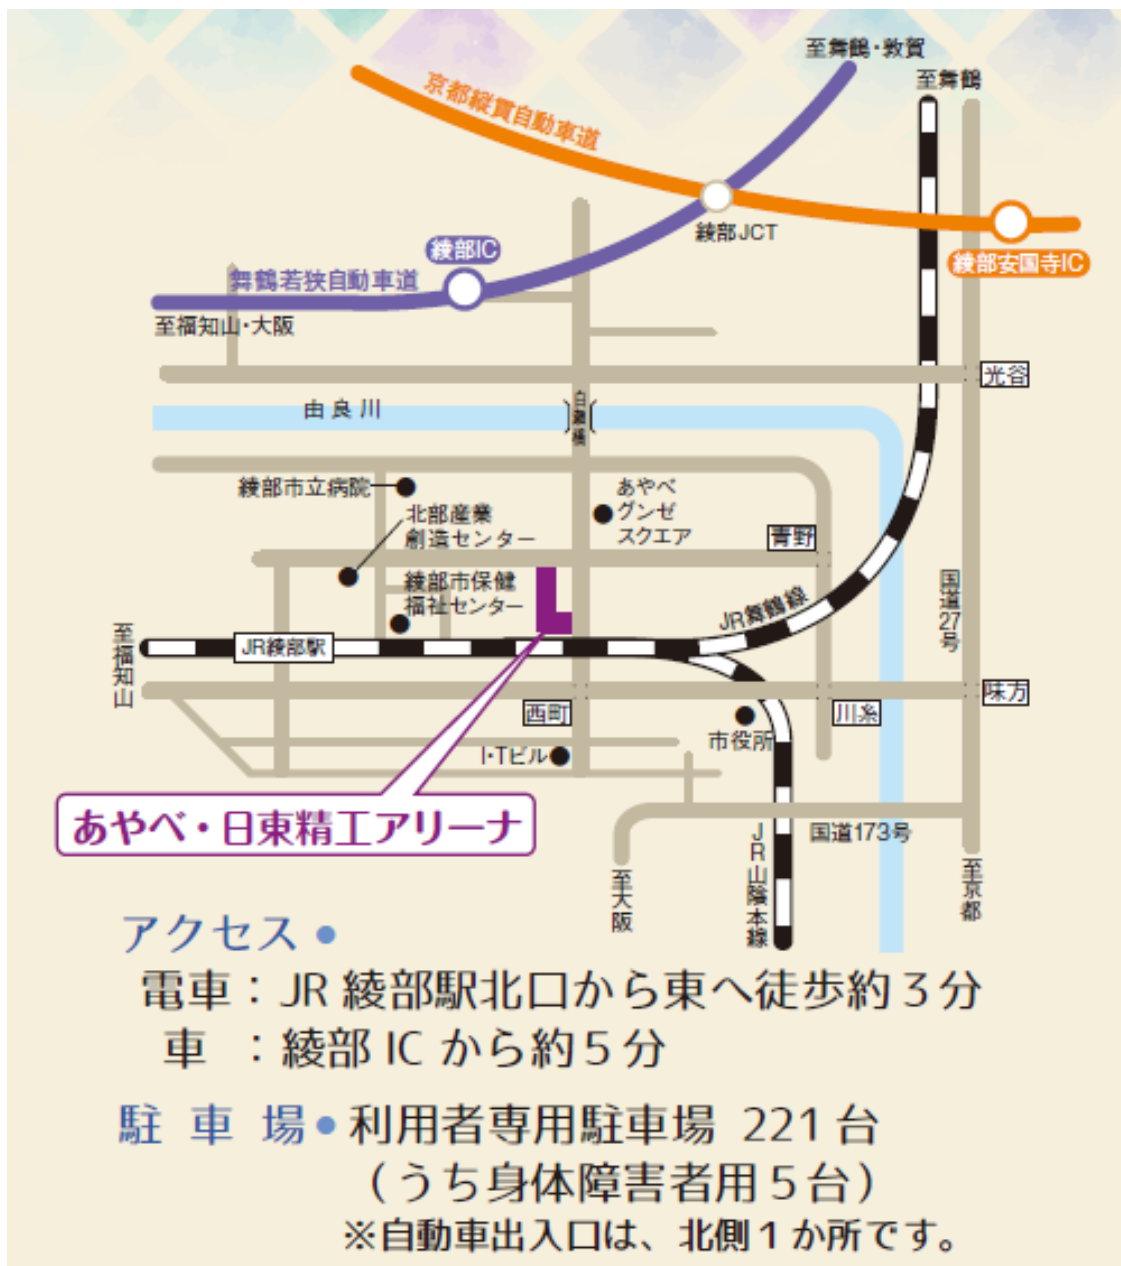 至舞鶴・敦賀
至舞鶴
京都縦貫自動車道
綾部JCT
綾部IC
綾部安国寺IC
舞鶴若狭自動車道
至福知山・大阪
光谷
由良川
白瀬橋
綾部市立病院
あやべ
グンゼ
スクエア
北部産業
創造センター
青野
綾部市保健
福祉センター
国道27号
JR舞鶴線
至福知山
JR綾部駅
味方
西町
川糸
市役所
I・Tビル
あやべ・日東精工アリーナ
国道173号
JR山陰本線
至大阪
至京都
アクセス●
電車：JR 綾部駅北口から東へ徒歩約３分
車　：綾部 IC から約５分
駐 車 場●利用者専用駐車場 221 台
（うち身体障害者用５台）
※自動車出入口は、北側１か所です。